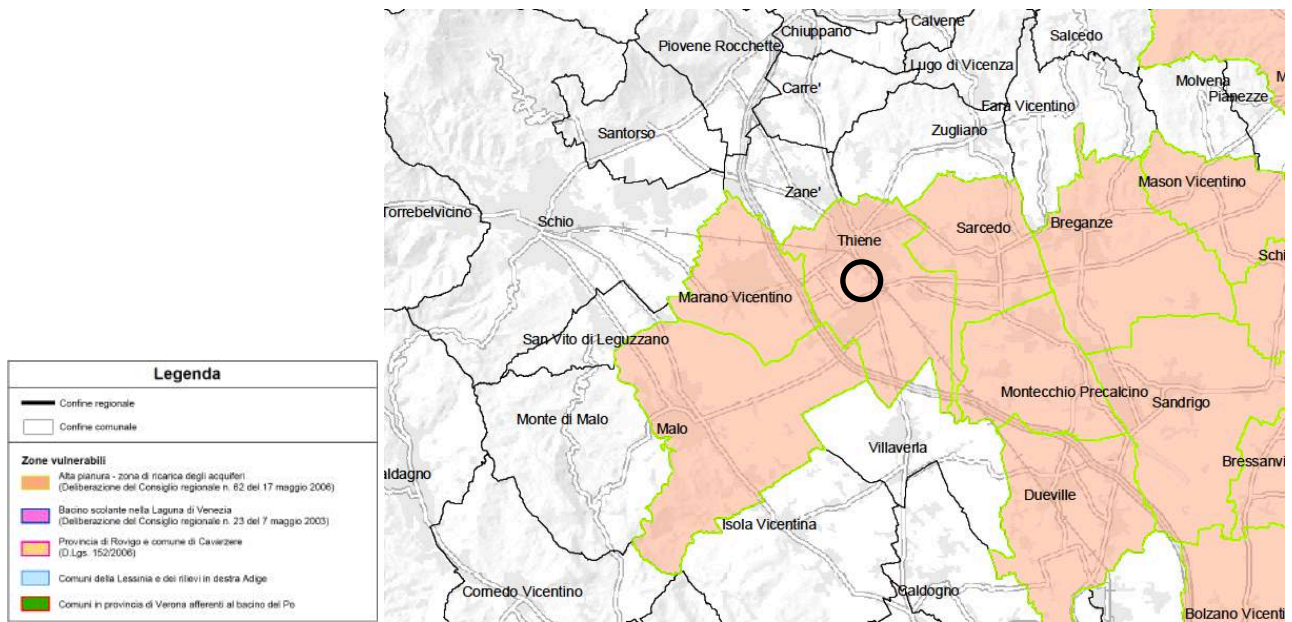 Calvene
Chiuppano
Salcedo
Piovene Rocchette
Lugo di Vicenza
Molvena
M
Carre'
Pianezze
Fara Vicentino
Santorso
Zugliano
Mason Vicentino
Zane'
Torrebelvicino
Schio
Sarcedo
Breganze
Thiene
Schi
Marano Vicentino
San Vito di Leguzzano
Montecchio Precalcino
Sandrigo
Monte di Malo
Malo
Villaverla
Bressanvi
aldagno
Dueville
Isola Vicentina
Cornedo Vicentino
Caldogno
Bolzano Vicenti
Legenda
Confine regionale
Confine comunale
Zone vulnerabili
Alta pianura - zona di ricarica degli acquiferi
(Deliberazione del Consiglio regionale n. 62 del 17 maggio 2006)
Bacino scolante nella Laguna di Venezia
(Deliberazione del Consiglio regionale n. 23 del 7 maggio 2003)
Provincia di Rovigo e comune di Cavarzere
(D.Lgs. 152/2006)
Comuni della Lessinia e dei rilievi in destra Adige
Comuni in provincia di Verona afferenti al bacino del Po